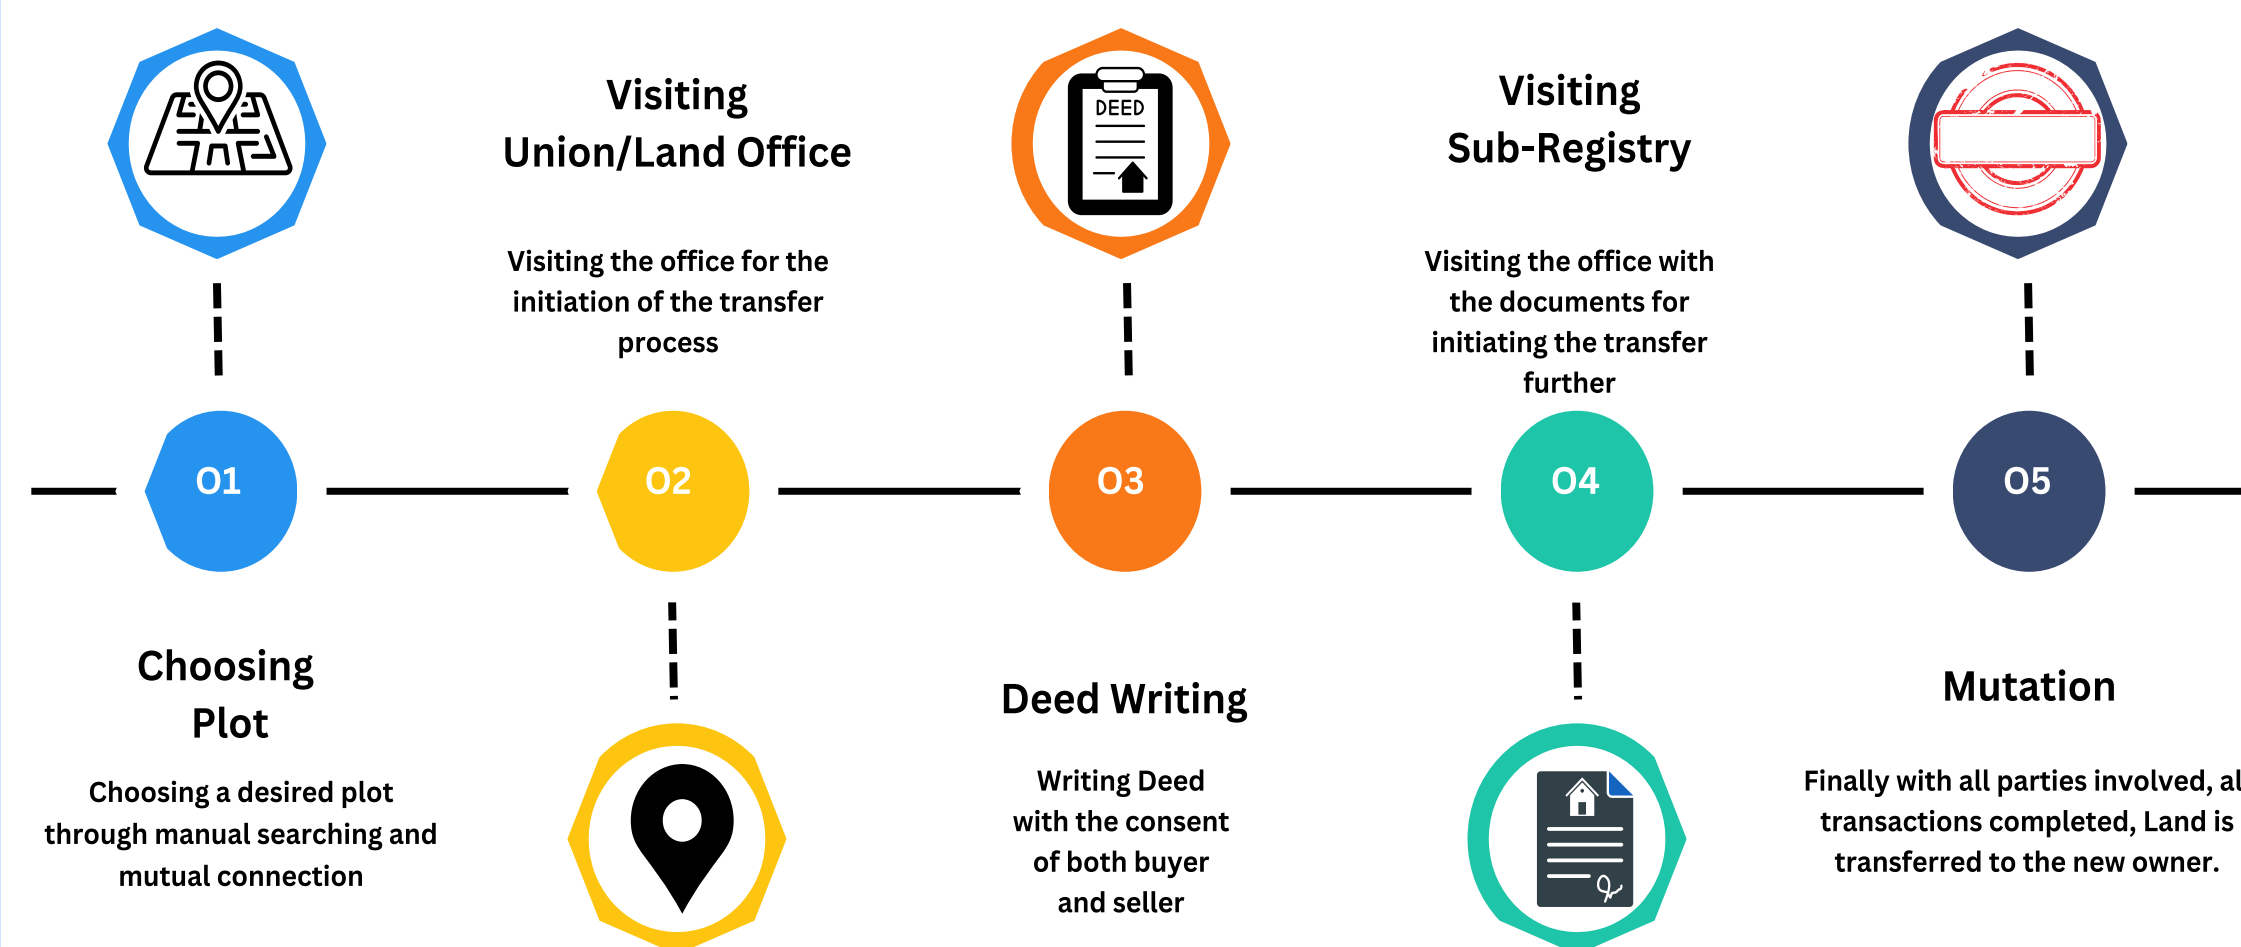 DEED
Visiting
Union/Land Office
Visiting
Sub-Registry
Visiting the office for the
initiation of the transfer
process
Visiting the office with
the documents for
initiating the transfer
further
01
02
03
04
05
Choosing
Plot
Choosing a desired plot
through manual searching and
mutual connection
Deed Writing
Writing Deed
with the consent
of both buyer
and seller
Mutation
Finally with all parties involved, al
transactions completed, Land is
transferred to the new owner.